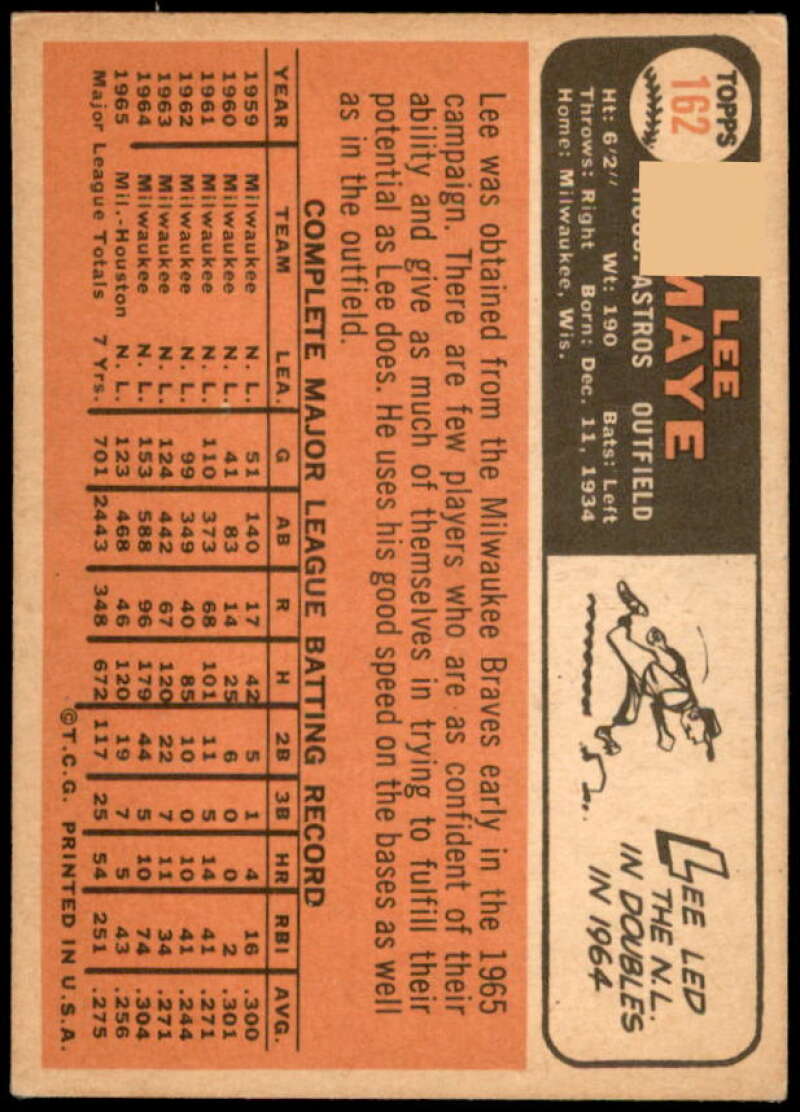 TOPPS
162
LEE
MAYE
ASTROS OUTFIELD
Ht: 6'2" Wt: 190 Bats: Left
Throws: Right Born: Dec. 11, 1934
Home: Milwaukee, Wis.
LEE LED
THE N.L.
IN DOUBLES
IN 1964
Lee was obtained from the Milwaukee Braves early in the 1965
campaign. There are few players who are as confident of their
ability and give as much of themselves in trying to fulfill their
potential as Lee does. He uses his good speed on the bases as well
as in the outfield.
COMPLETE MAJOR LEAGUE BATTING RECORD
YEAR TEAM LEA. G AB R H 2B 3B HR RBI AVG.
1959 Milwaukee N. L. 51 140 17 42 5 1 4 16 .300
1960 Milwaukee N. L. 41 83 14 25 6 0 0 2 .301
1961 Milwaukee N. L. 110 373 68 101 11 5 14 41 .271
1962 Milwaukee N. L. 99 349 40 85 10 0 10 41 .244
1963 Milwaukee N. L. 124 442 67 120 22 7 11 34 .271
1964 Milwaukee N. L. 153 588 96 179 44 5 10 74 .304
1965 Mil.-Houston N. L. 123 468 46 120 19 7 5 43 .256
Major League Totals 7 Yrs. 701 2443 348 672 117 25 54 251 .275
©T.C.G. PRINTED IN U.S.A.